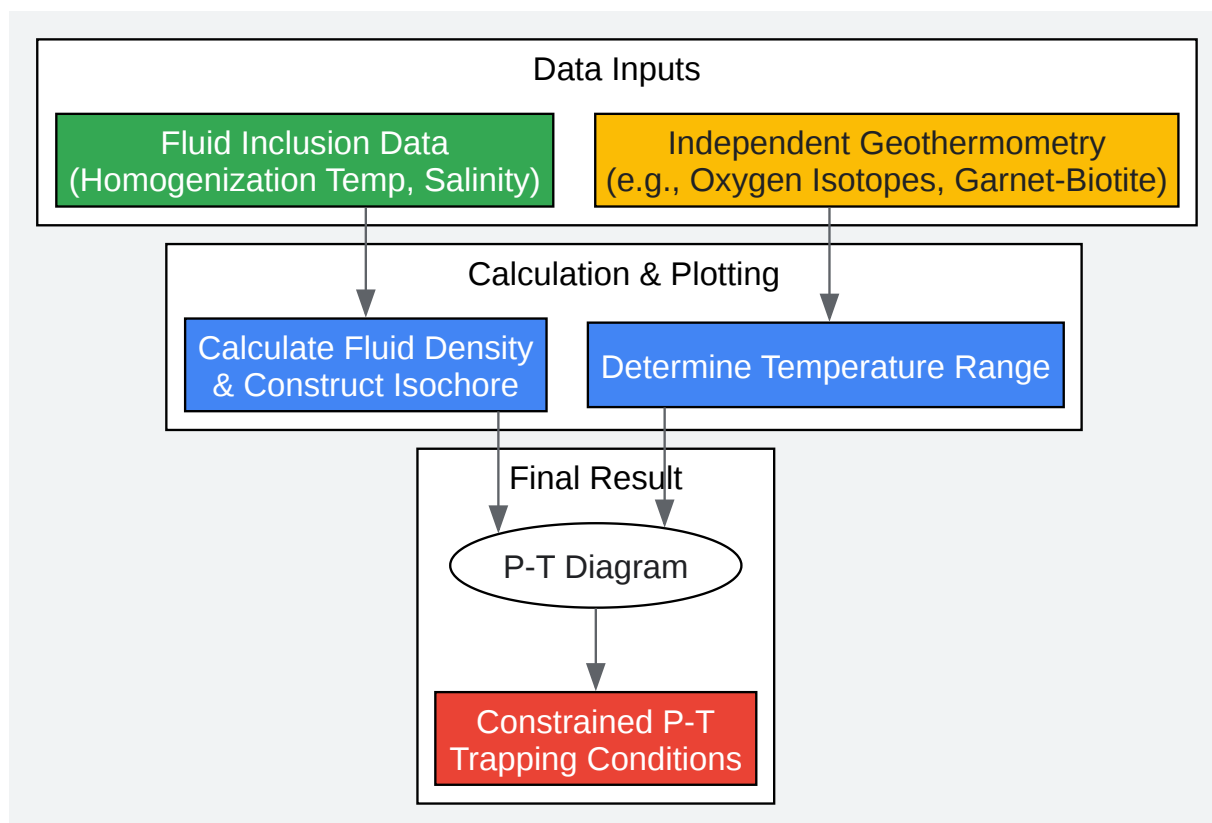 Data Inputs
Fluid Inclusion Data
(Homogenization Temp, Salinity)
Independent Geothermometry
(e.g., Oxygen Isotopes, Garnet-Biotite)
Calculation & Plotting
Calculate Fluid Density
& Construct Isochore
Determine Temperature Range
Final Result
P-T Diagram
Constrained P-T
Trapping Conditions